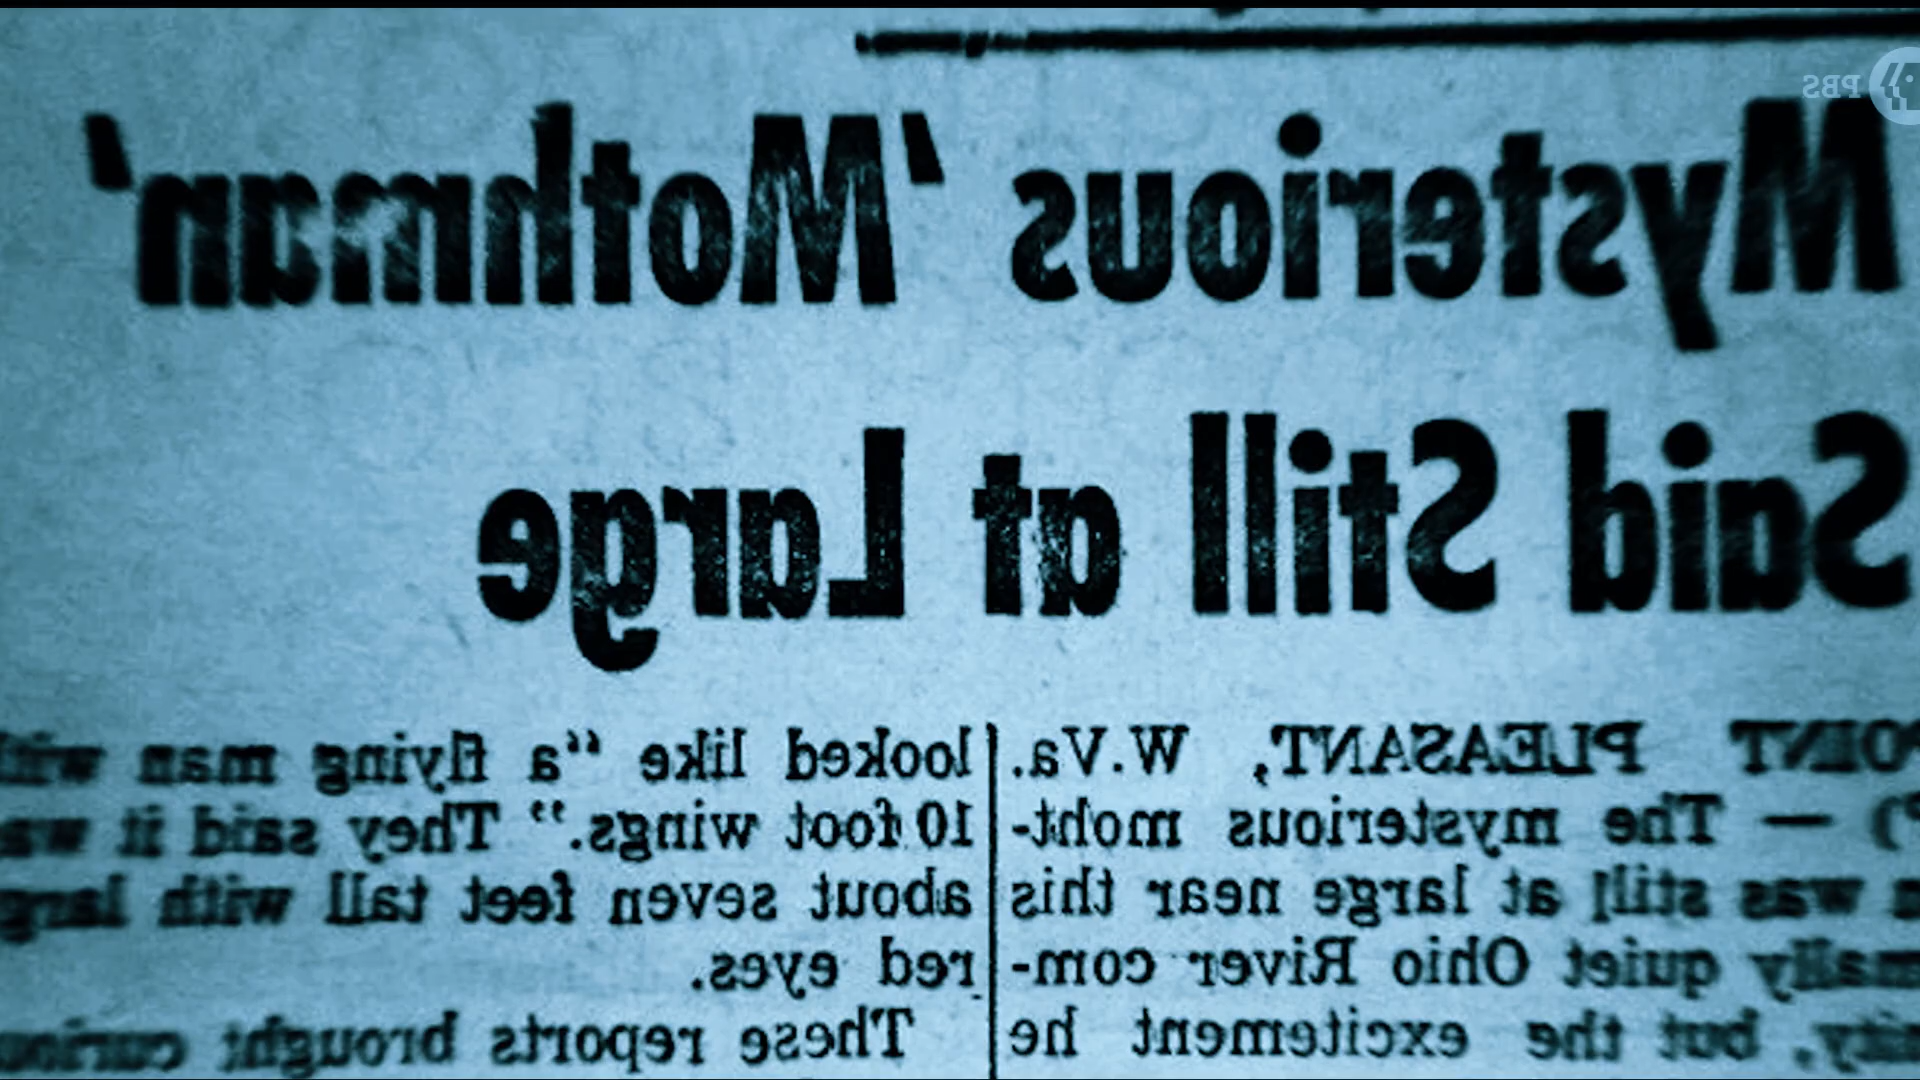 PBS
Mysterious 'Mothman'
Said Still at Large
POINT PLEASANT, W.Va.
— The mysterious moth-
was still at large near this
quiet Ohio River com-
but the excitement he
looked like "a flying man with
10 foot wings." They said it was
about seven feet tall with large
red eyes.
These reports brought curious